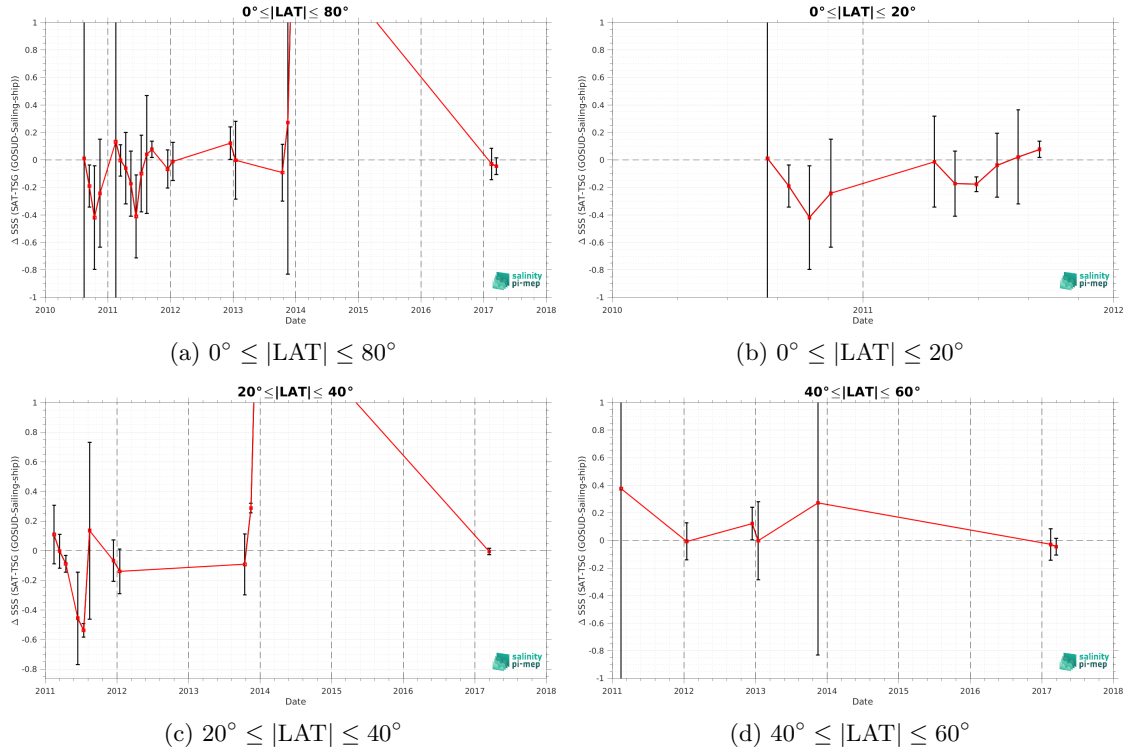 0°≤|LAT|≤ 80°
Δ SSS (SAT-TSG (GOSUD-Sailing-ship))
1
0.8
0.6
0.4
0.2
0
-0.2
-0.4
-0.6
-0.8
-1
2010 2011 2012 2013 2014 2015 2016 2017 2018
Date
salinity
pi-mep
(a) 0° ≤ |LAT| ≤ 80°
0°≤|LAT|≤ 20°
Δ SSS (SAT-TSG (GOSUD-Sailing-ship))
1
0.8
0.6
0.4
0.2
0
-0.2
-0.4
-0.6
-0.8
-1
2010 2011 2012
Date
salinity
pi-mep
(b) 0° ≤ |LAT| ≤ 20°
20°≤|LAT|≤ 40°
Δ SSS (SAT-TSG (GOSUD-Sailing-ship))
1
0.8
0.6
0.4
0.2
0
-0.2
-0.4
-0.6
-0.8
2011 2012 2013 2014 2015 2016 2017 2018
Date
salinity
pi-mep
(c) 20° ≤ |LAT| ≤ 40°
40°≤|LAT|≤ 60°
Δ SSS (SAT-TSG (GOSUD-Sailing-ship))
1
0.8
0.6
0.4
0.2
0
-0.2
-0.4
-0.6
-0.8
-1
2011 2012 2013 2014 2015 2016 2017 2018
Date
salinity
pi-mep
(d) 40° ≤ |LAT| ≤ 60°